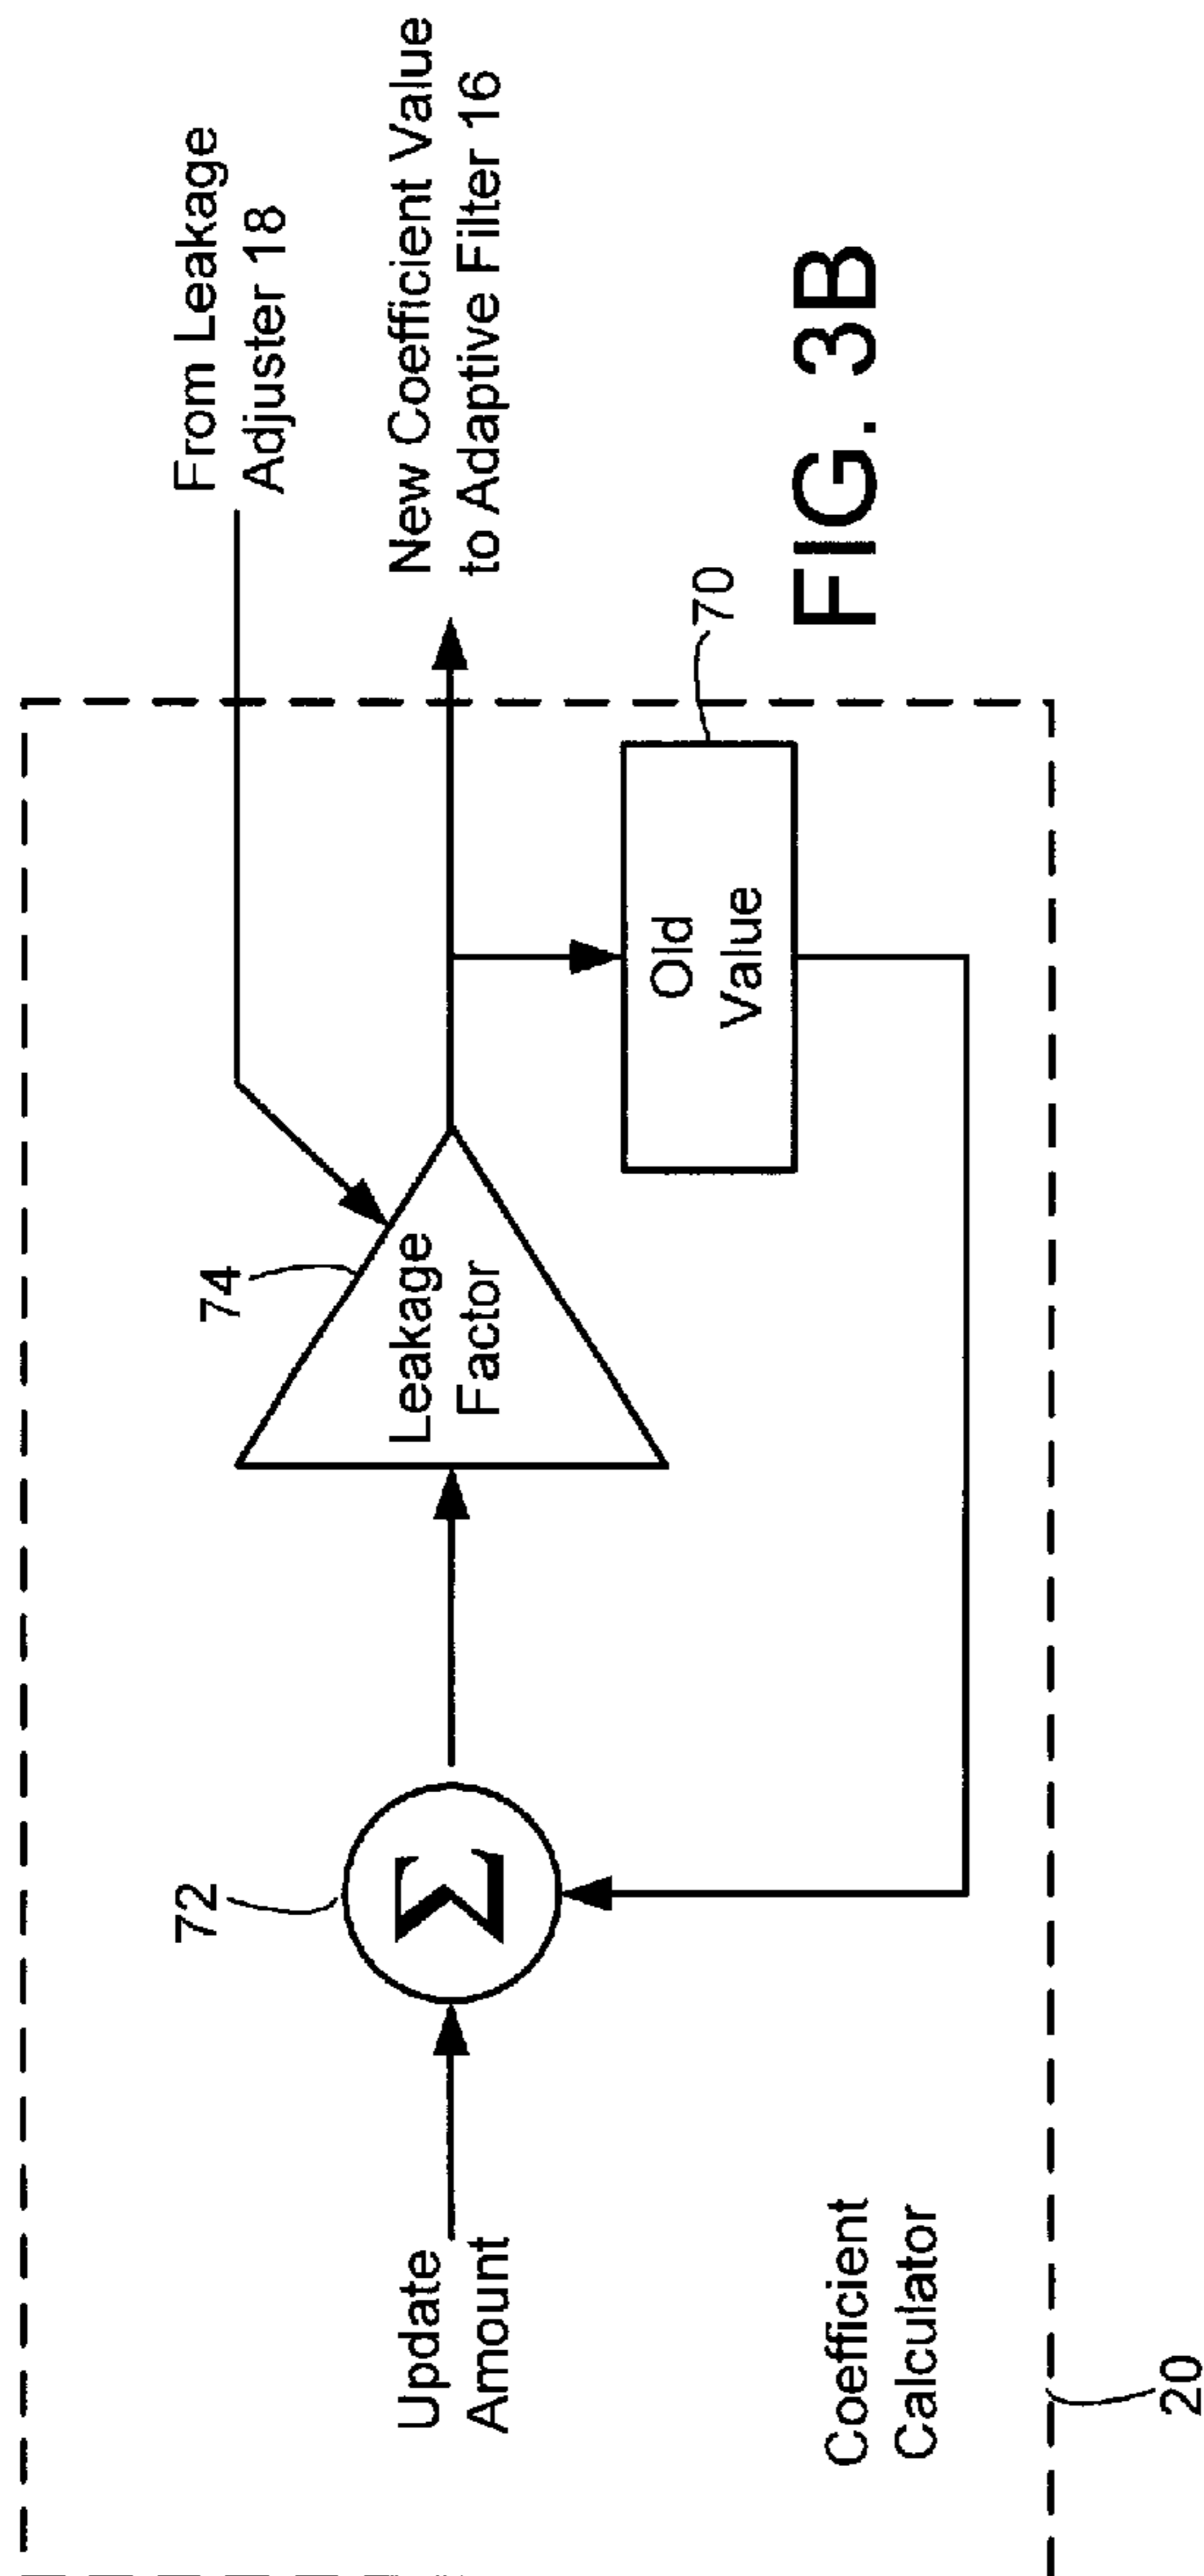 From Leakage
Adjuster 18
New Coefficient Value
to Adaptive Filter 16
74
Leakage
Factor
72
Σ
Update
Amount
Old
Value
70
Coefficient
Calculator
20
FIG. 3B